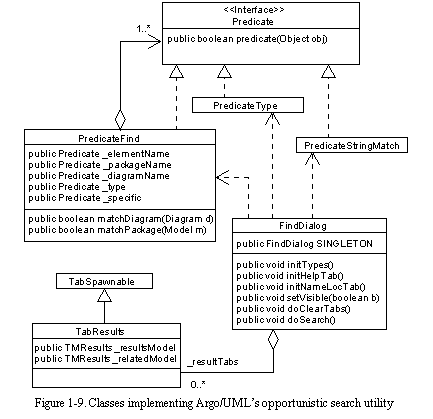 <<Interface>>
Predicate
public boolean predicate(Object obj)
1..*
PredicateType
PredicateStringMatch
PredicateFind
public Predicate _elementName
public Predicate _packageName
public Predicate _diagramName
public Predicate _type
public Predicate _specific
public boolean matchDiagram(Diagram d)
public boolean matchPackage(Model m)
FindDialog
public FindDialog SINGLETON
public void initTypes()
public void initHelpTab()
public void initNameLocTab()
public void setVisible(boolean b)
public void doClearTabs()
public void doSearch()
TabSpawnable
TabResults
public TMResults _resultsModel
public TMResults _relatedModel
_resultTabs
0..*
Figure 1-9. Classes implementing Argo/UML's opportunistic search utility